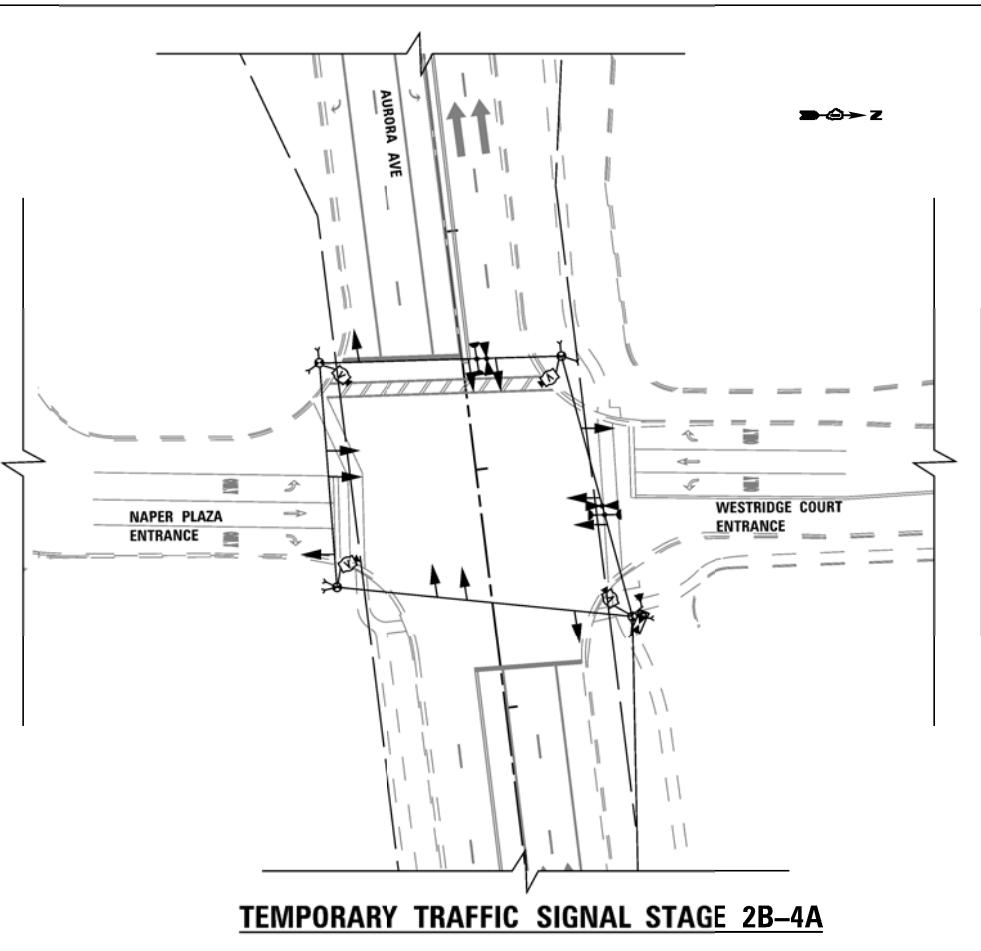 AURORA AVE
N
NAPER PLAZA
ENTRANCE
WESTRIDGE COURT
ENTRANCE
TEMPORARY TRAFFIC SIGNAL STAGE 2B–4A